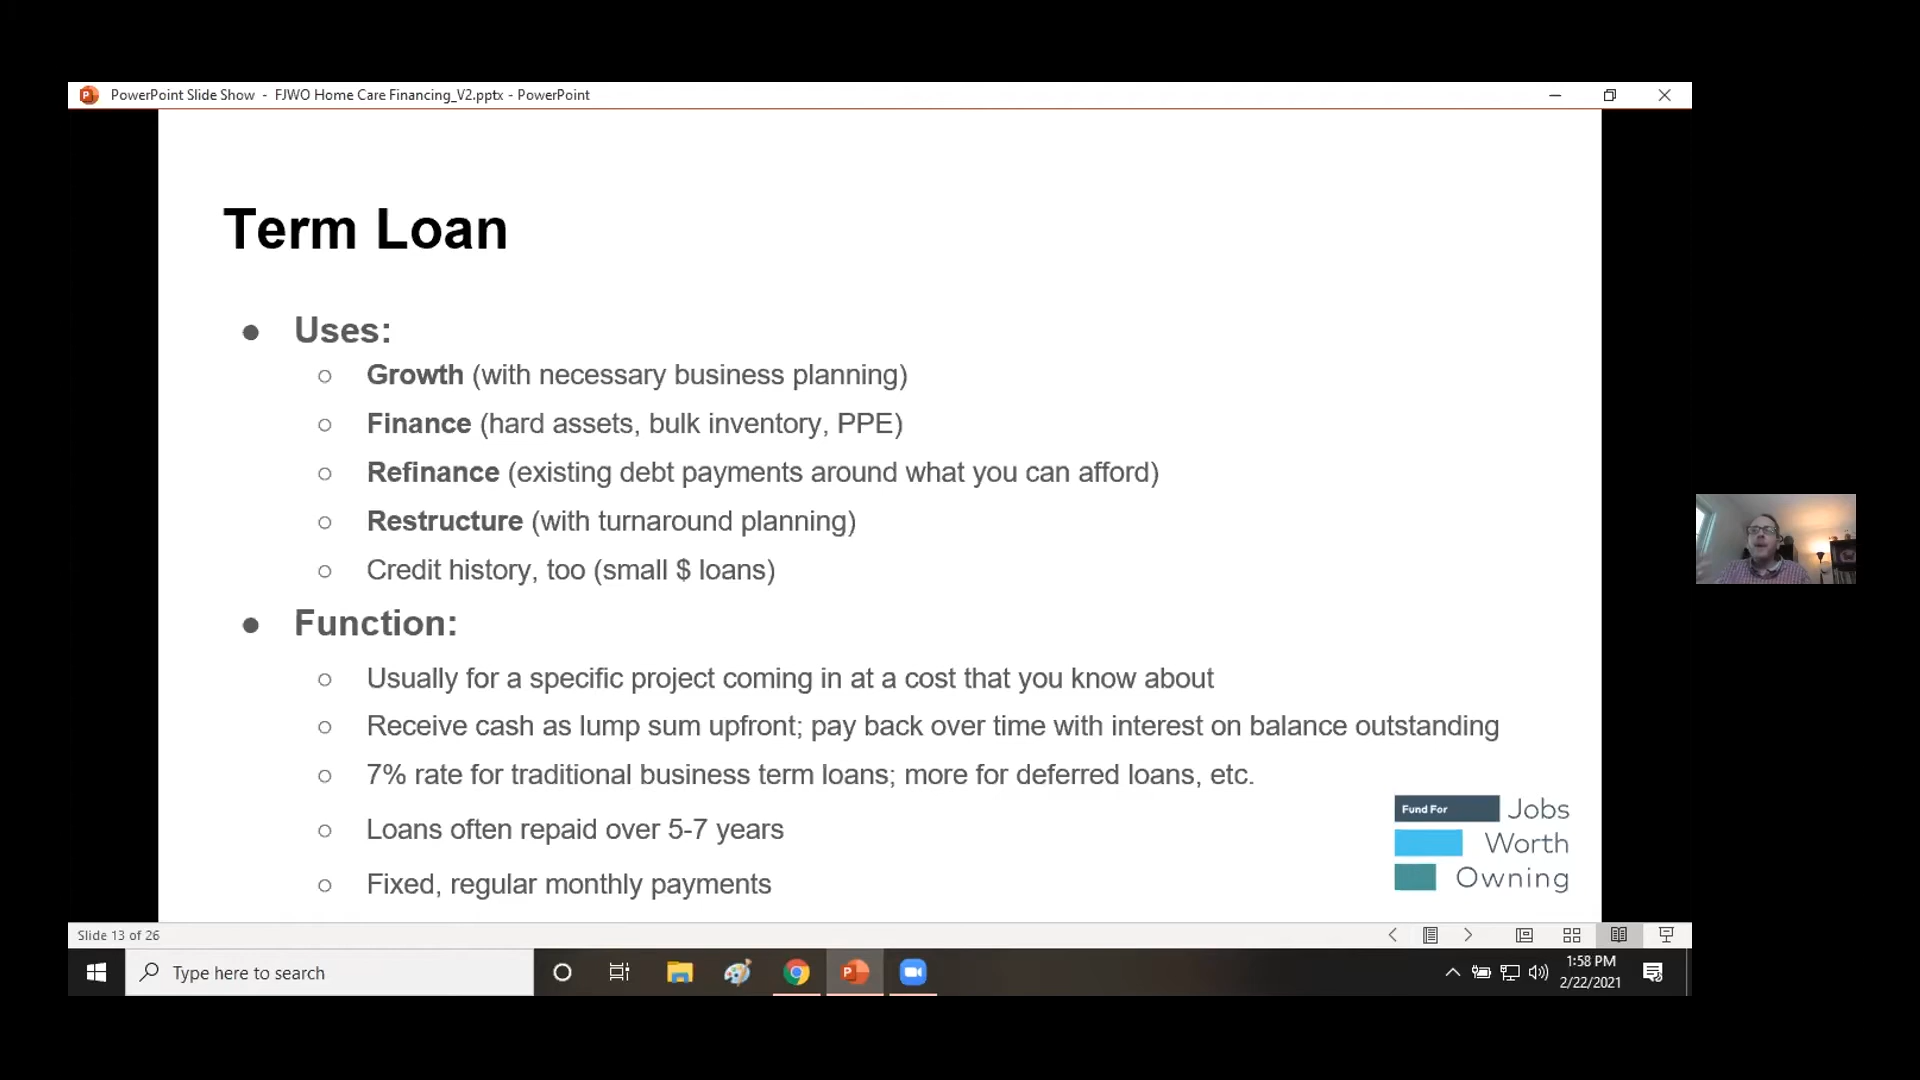 PowerPoint Slide Show - FJWO Home Care Financing_V2.pptx - PowerPoint
Term Loan
● Uses:
○ Growth (with necessary business planning)
○ Finance (hard assets, bulk inventory, PPE)
○ Refinance (existing debt payments around what you can afford)
○ Restructure (with turnaround planning)
○ Credit history, too (small $ loans)
● Function:
○ Usually for a specific project coming in at a cost that you know about
○ Receive cash as lump sum upfront; pay back over time with interest on balance outstanding
○ 7% rate for traditional business term loans; more for deferred loans, etc.
○ Loans often repaid over 5-7 years
○ Fixed, regular monthly payments
Fund For Jobs
Worth
Owning
Slide 13 of 26
Type here to search
1:58 PM
2/22/2021